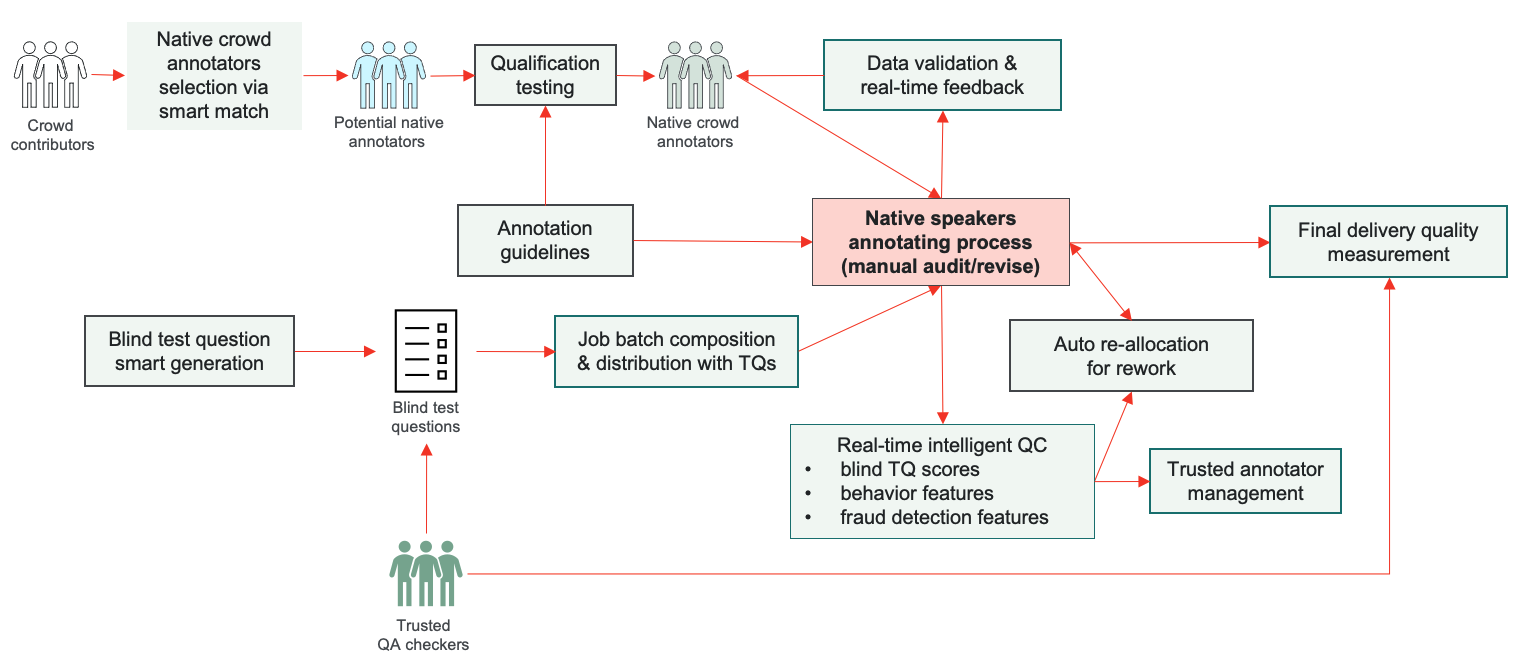 Crowd
contributors
Native crowd
annotators
selection via
smart match
Potential native
annotators
Qualification
testing
Native crowd
annotators
Data validation &
real-time feedback
Annotation
guidelines
Native speakers
annotating process
(manual audit/revise)
Final delivery quality
measurement
Blind test question
smart generation
Blind test
questions
Job batch composition
& distribution with TQs
Auto re-allocation
for rework
Real-time intelligent QC
• blind TQ scores
• behavior features
• fraud detection features
Trusted annotator
management
Trusted
QA checkers